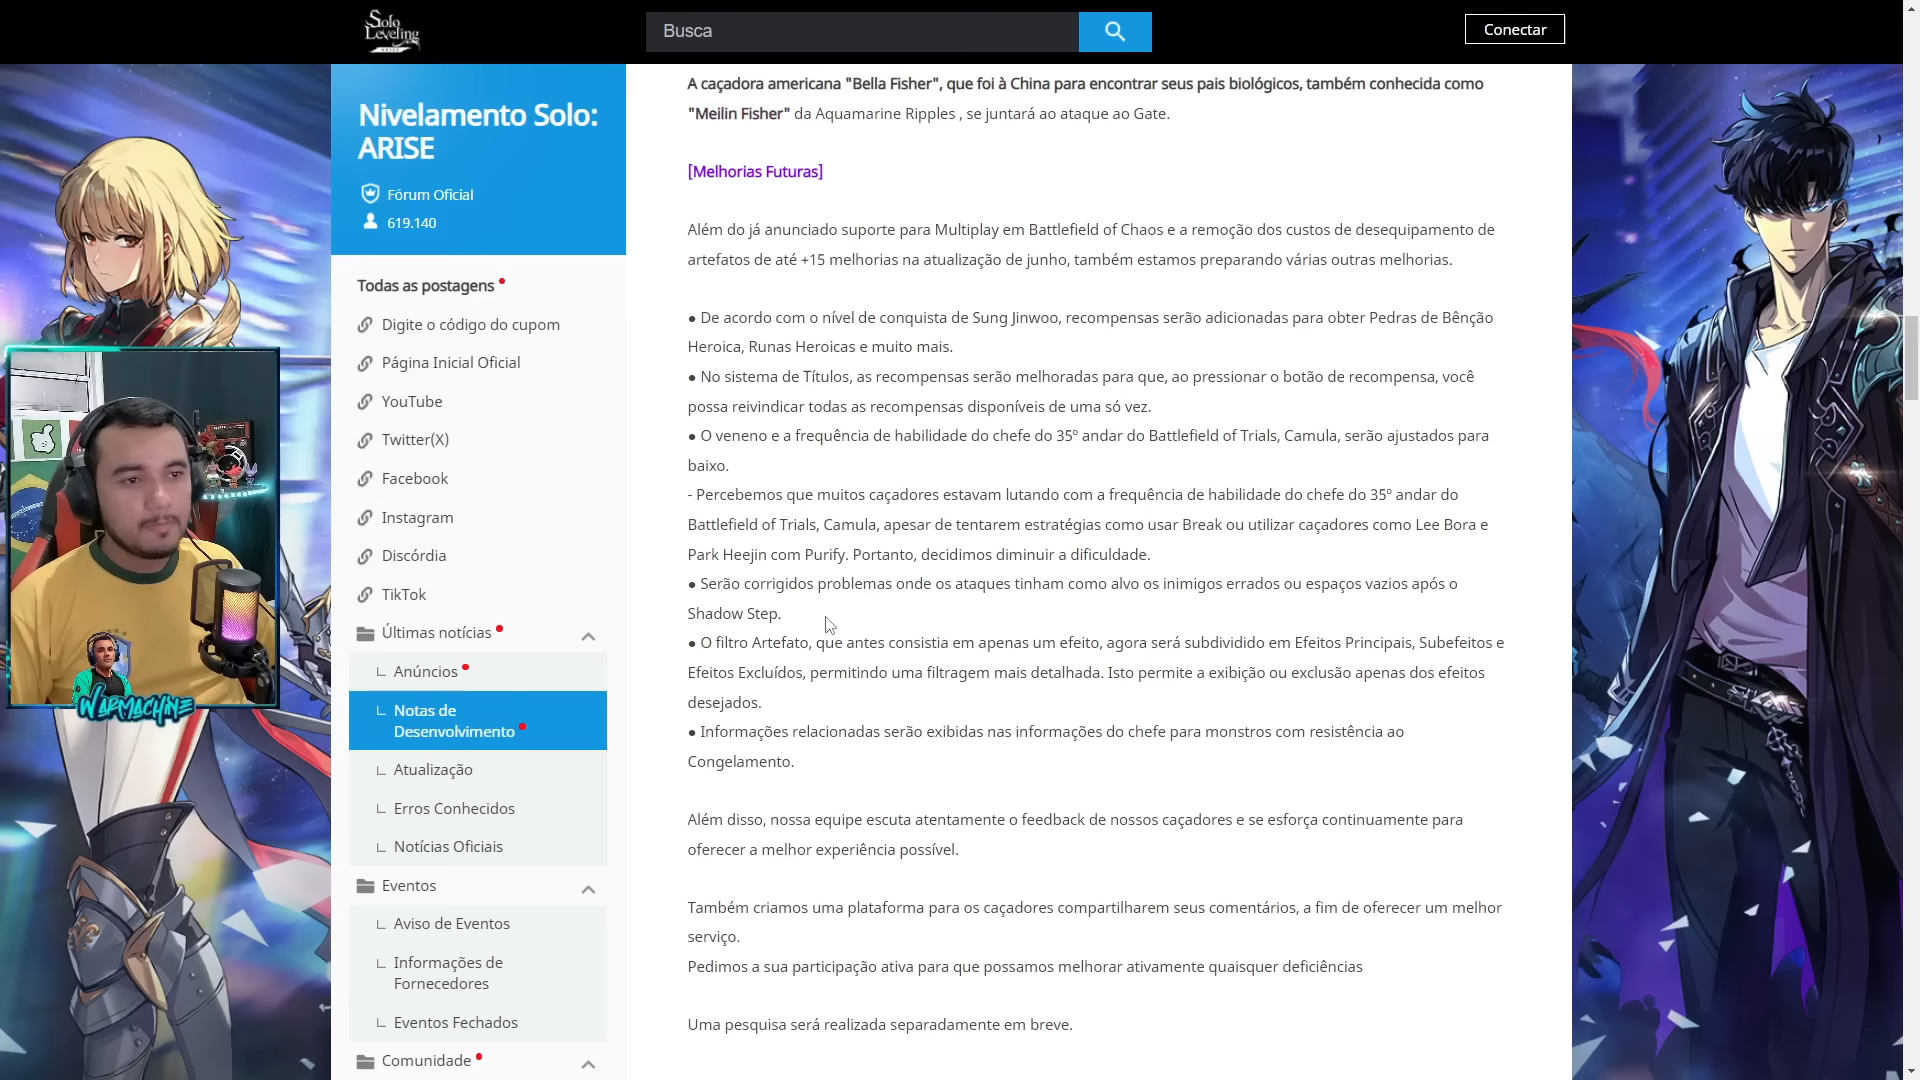 Solo
Leveling
ARISE
Busca
Conectar
Nivelamento Solo:
ARISE
Fórum Oficial
619.140
Todas as postagens
Digite o código do cupom
Página Inicial Oficial
YouTube
Twitter(X)
Facebook
Instagram
Discórdia
TikTok
Últimas notícias
Anúncios
Notas de
Desenvolvimento
Atualização
Erros Conhecidos
Notícias Oficiais
Eventos
Aviso de Eventos
Informações de
Fornecedores
Eventos Fechados
Comunidade
WARMACHINE
A caçadora americana "Bella Fisher", que foi à China para encontrar seus pais biológicos, também conhecida como
"Meilin Fisher" da Aquamarine Ripples , se juntará ao ataque ao Gate.
[Melhorias Futuras]
Além do já anunciado suporte para Multiplay em Battlefield of Chaos e a remoção dos custos de desequipamento de
artefatos de até +15 melhorias na atualização de junho, também estamos preparando várias outras melhorias.
● De acordo com o nível de conquista de Sung Jinwoo, recompensas serão adicionadas para obter Pedras de Bênção
Heroica, Runas Heroicas e muito mais.
● No sistema de Títulos, as recompensas serão melhoradas para que, ao pressionar o botão de recompensa, você
possa reivindicar todas as recompensas disponíveis de uma só vez.
● O veneno e a frequência de habilidade do chefe do 35º andar do Battlefield of Trials, Camula, serão ajustados para
baixo.
- Percebemos que muitos caçadores estavam lutando com a frequência de habilidade do chefe do 35º andar do
Battlefield of Trials, Camula, apesar de tentarem estratégias como usar Break ou utilizar caçadores como Lee Bora e
Park Heejin com Purify. Portanto, decidimos diminuir a dificuldade.
● Serão corrigidos problemas onde os ataques tinham como alvo os inimigos errados ou espaços vazios após o
Shadow Step.
● O filtro Artefato, que antes consistia em apenas um efeito, agora será subdividido em Efeitos Principais, Subefeitos e
Efeitos Excluídos, permitindo uma filtragem mais detalhada. Isto permite a exibição ou exclusão apenas dos efeitos
desejados.
● Informações relacionadas serão exibidas nas informações do chefe para monstros com resistência ao
Congelamento.
Além disso, nossa equipe escuta atentamente o feedback de nossos caçadores e se esforça continuamente para
oferecer a melhor experiência possível.
Também criamos uma plataforma para os caçadores compartilharem seus comentários, a fim de oferecer um melhor
serviço.
Pedimos a sua participação ativa para que possamos melhorar ativamente quaisquer deficiências
Uma pesquisa será realizada separadamente em breve.